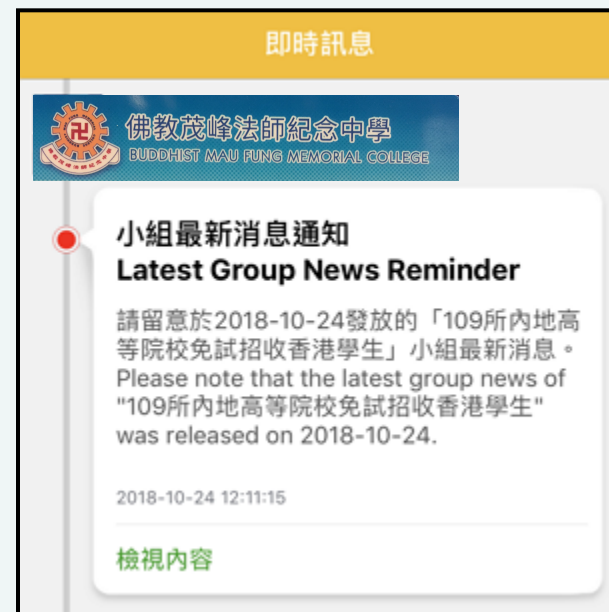 即時訊息
佛教茂峰法師紀念中學
BUDDHIST MAU FUNG MEMORIAL COLLEGE
小組最新消息通知
Latest Group News Reminder
請留意於2018-10-24發放的「109所內地高
等院校免試招收香港學生」小組最新消息。
Please note that the latest group news of
"109所內地高等院校免試招收香港學生"
was released on 2018-10-24.
2018-10-24 12:11:15
檢視內容